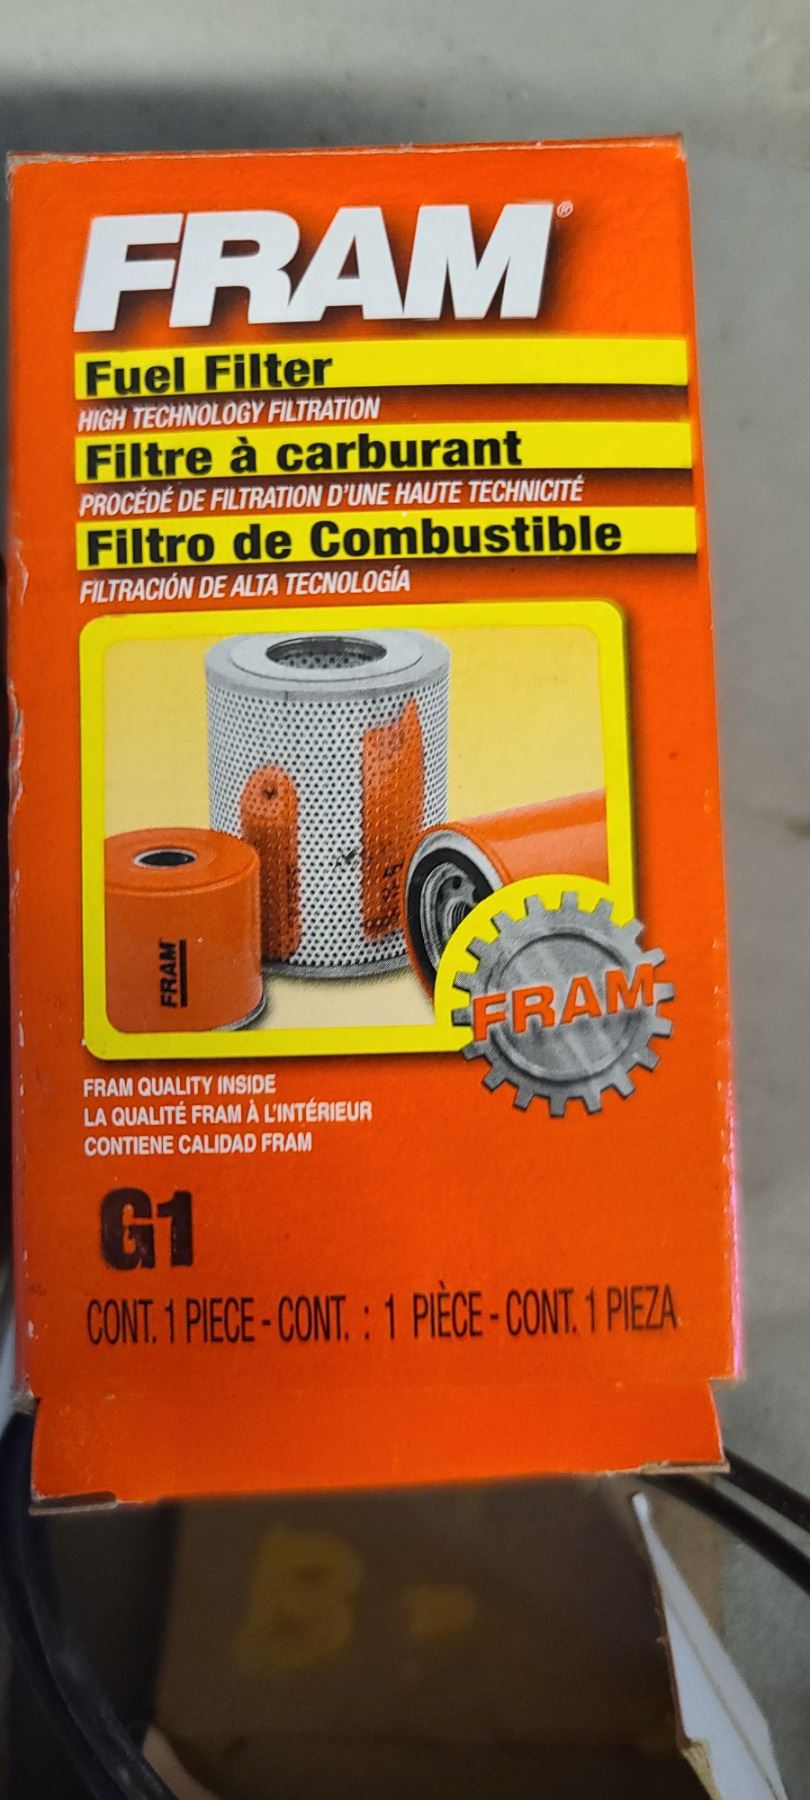 FRAM®
Fuel Filter
HIGH TECHNOLOGY FILTRATION
Filtre à carburant
PROCÉDÉ DE FILTRATION D'UNE HAUTE TECHNICITÉ
Filtro de Combustible
FILTRACIÓN DE ALTA TECNOLOGÍA
FRAM
FRAM
FRAM QUALITY INSIDE
LA QUALITÉ FRAM À L'INTÉRIEUR
CONTIENE CALIDAD FRAM
G1
CONT. 1 PIECE - CONT. : 1 PIÈCE - CONT. 1 PIEZA